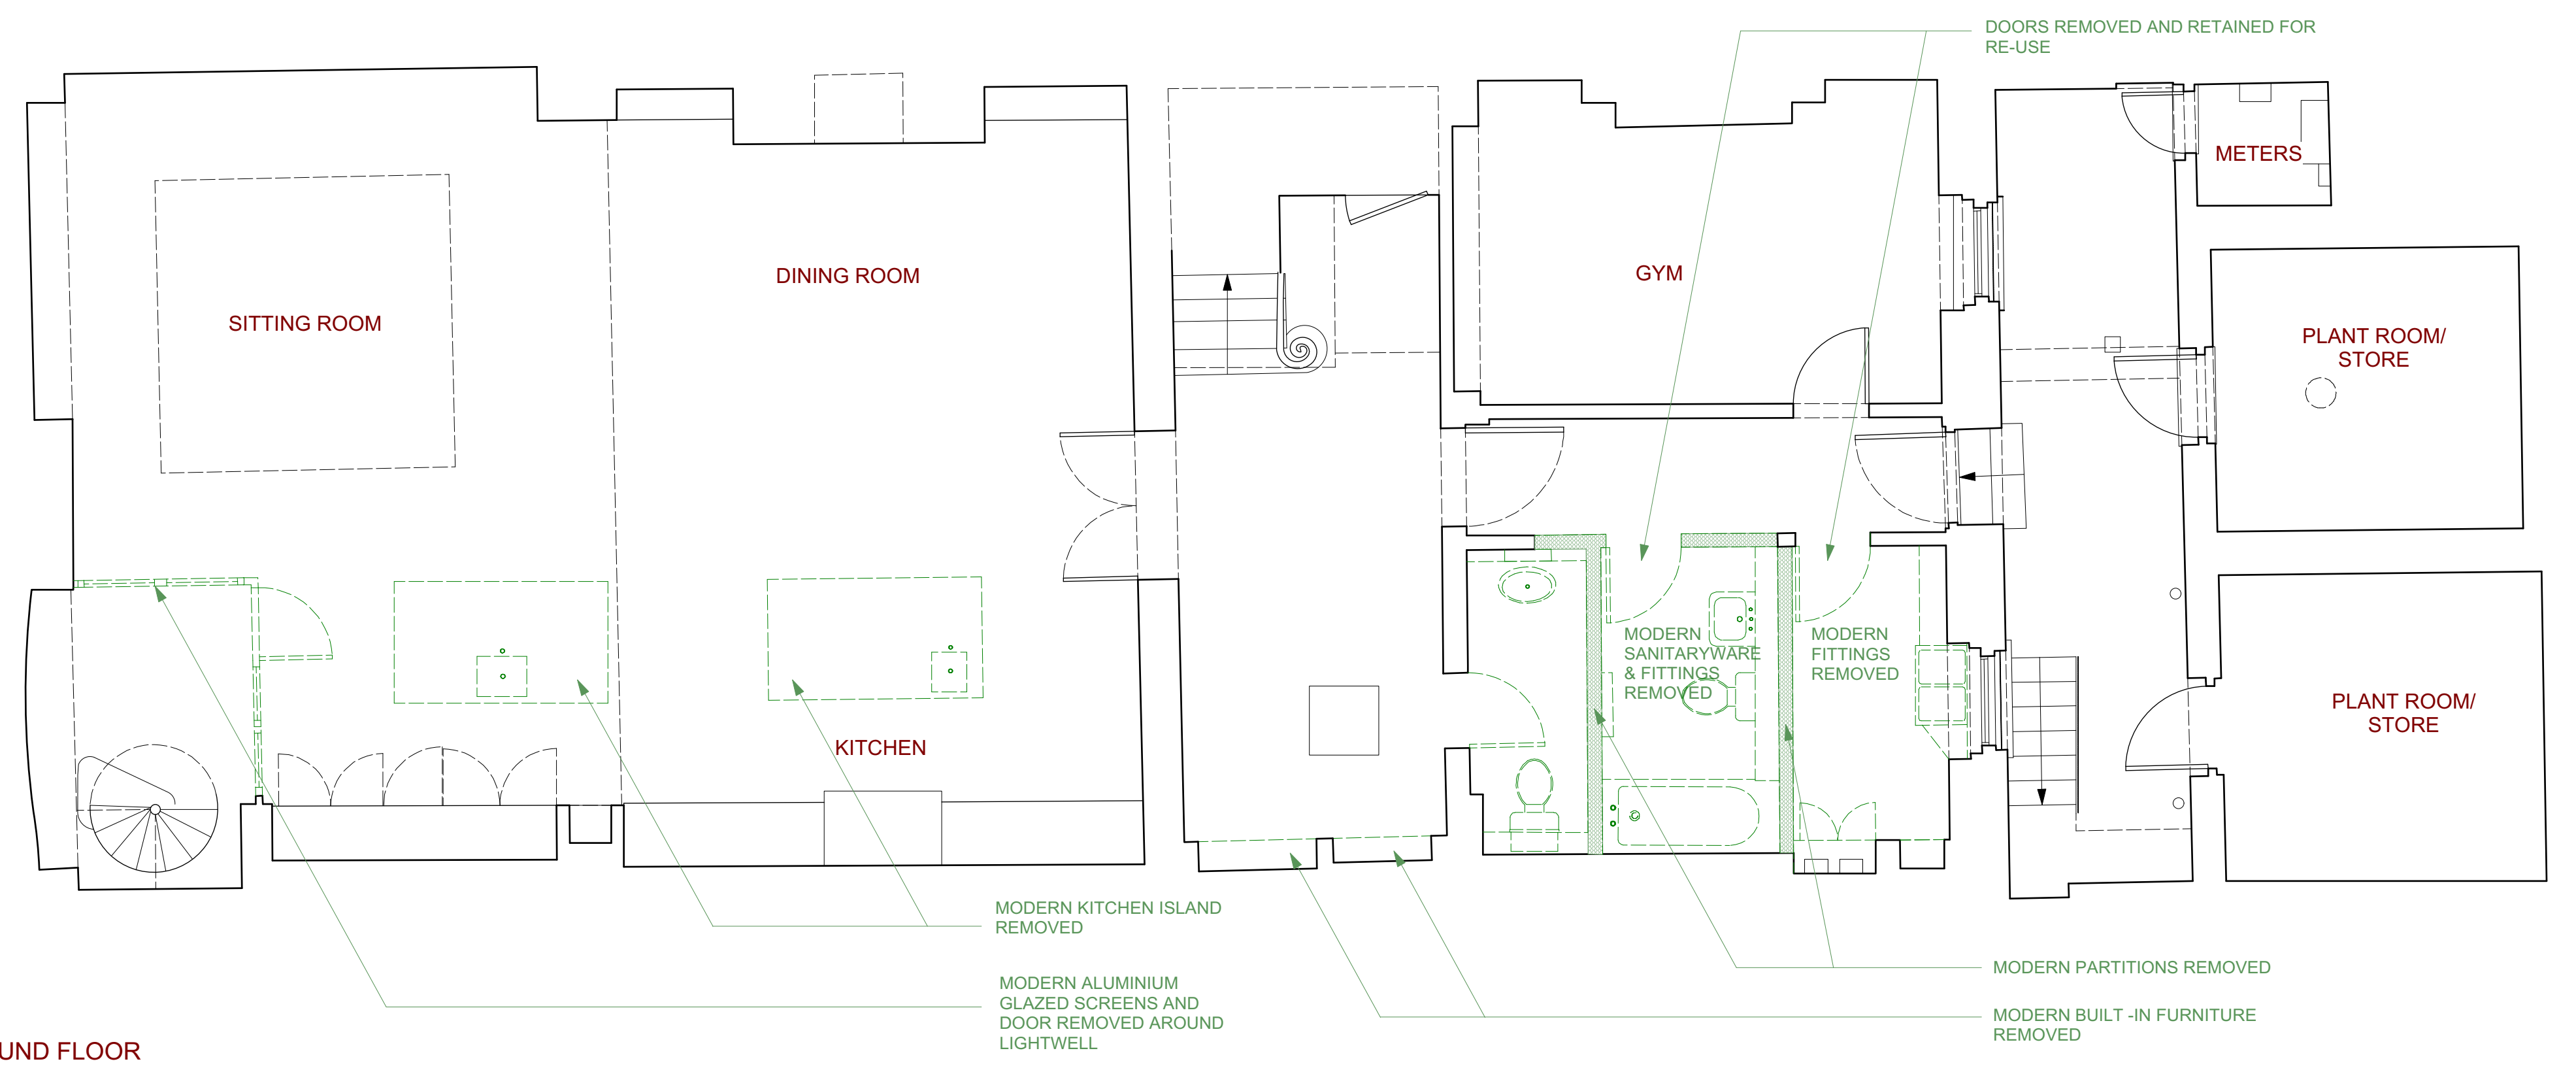 DOORS REMOVED AND RETAINED FOR
RE-USE
METERS
SITTING ROOM
DINING ROOM
GYM
PLANT ROOM/
STORE
MODERN
SANITARYWARE
& FITTINGS
REMOVED
MODERN
FITTINGS
REMOVED
KITCHEN
PLANT ROOM/
STORE
MODERN KITCHEN ISLAND
REMOVED
MODERN ALUMINIUM
GLAZED SCREENS AND
DOOR REMOVED AROUND
LIGHTWELL
MODERN PARTITIONS REMOVED
MODERN BUILT -IN FURNITURE
REMOVED
UND FLOOR